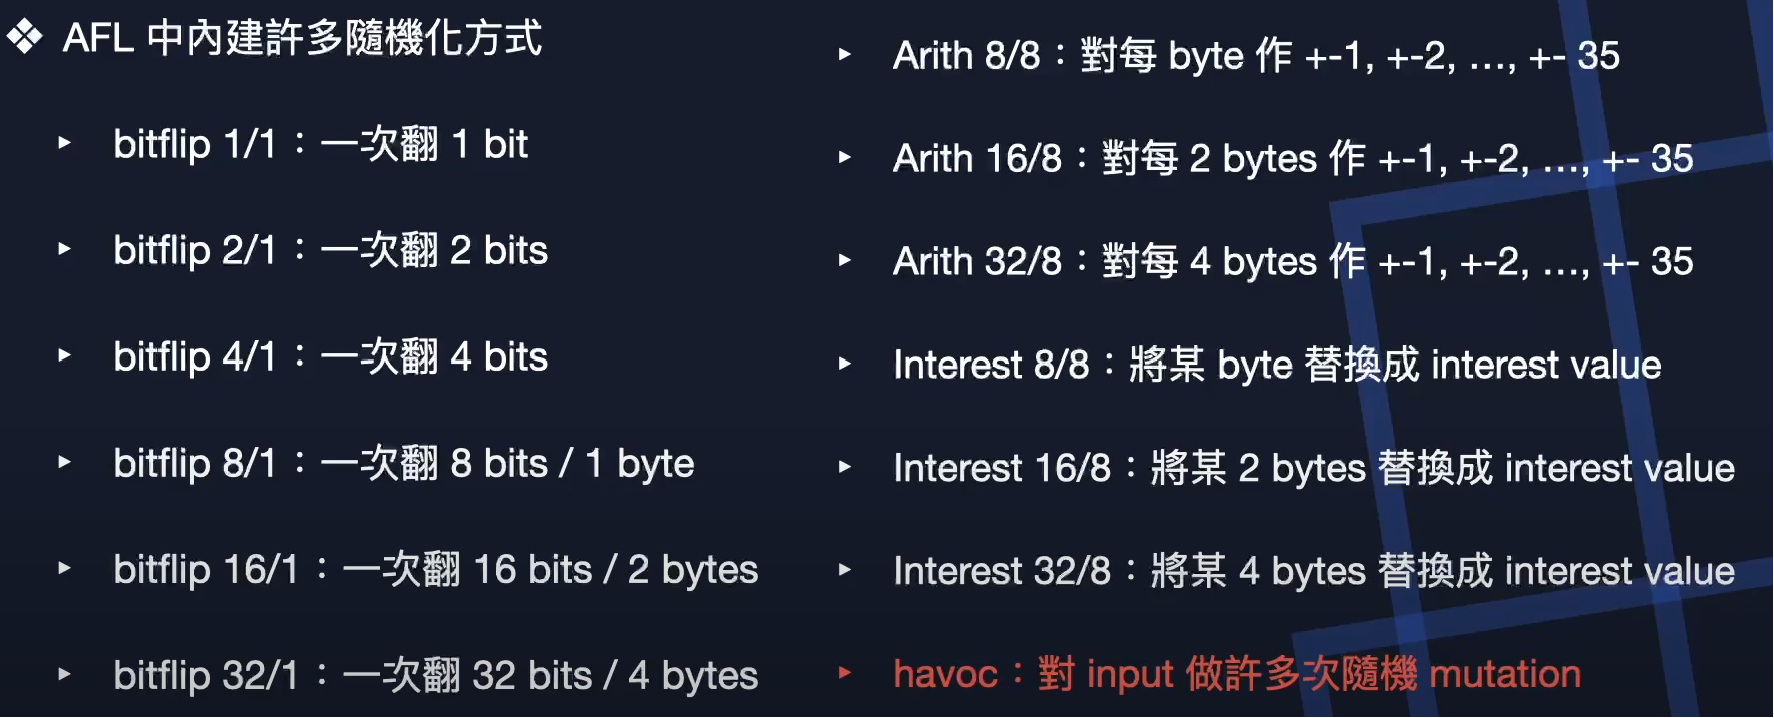 ❖ AFL 中內建許多隨機化方式
‣ bitflip 1/1：一次翻 1 bit
‣ bitflip 2/1：一次翻 2 bits
‣ bitflip 4/1：一次翻 4 bits
‣ bitflip 8/1：一次翻 8 bits / 1 byte
‣ bitflip 16/1：一次翻 16 bits / 2 bytes
‣ bitflip 32/1：一次翻 32 bits / 4 bytes
‣ Arith 8/8：對每 byte 作 +-1, +-2, …, +- 35
‣ Arith 16/8：對每 2 bytes 作 +-1, +-2, …, +- 35
‣ Arith 32/8：對每 4 bytes 作 +-1, +-2, …, +- 35
‣ Interest 8/8：將某 byte 替換成 interest value
‣ Interest 16/8：將某 2 bytes 替換成 interest value
‣ Interest 32/8：將某 4 bytes 替換成 interest value
‣ havoc：對 input 做許多次隨機 mutation